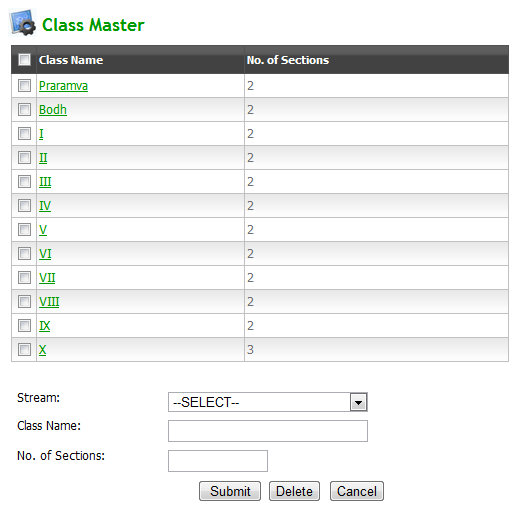 Class Master
Class Name No. of Sections
Praramva 2
Bodh 2
I 2
II 2
III 2
IV 2
V 2
VI 2
VII 2
VIII 2
IX 2
X 3
Stream: --SELECT--
Class Name:
No. of Sections:
Submit Delete Cancel